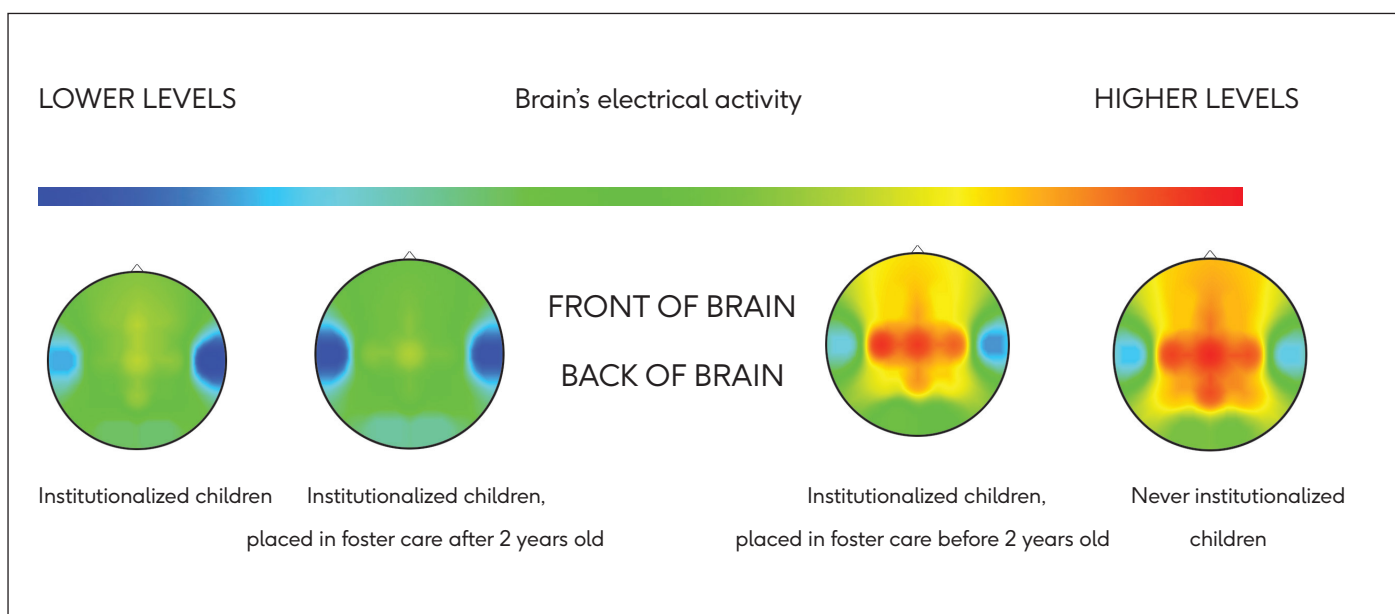 LOWER LEVELS Brain's electrical activity HIGHER LEVELS
FRONT OF BRAIN
BACK OF BRAIN
Institutionalized children
Institutionalized children,
placed in foster care after 2 years old
Institutionalized children,
placed in foster care before 2 years old
Never institutionalized
children